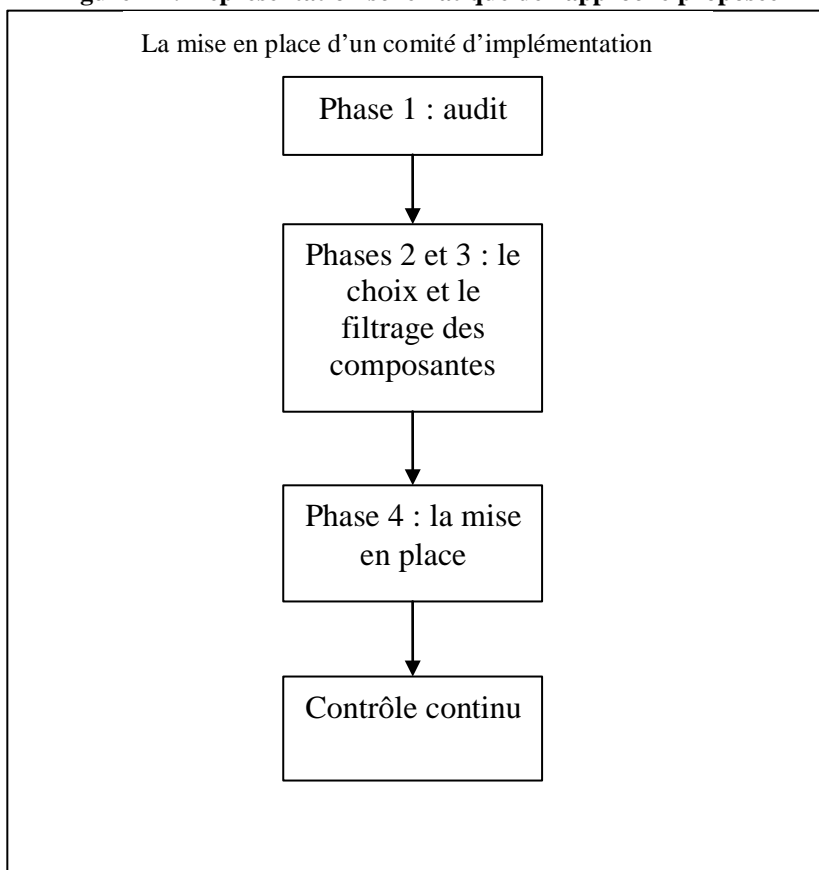 La mise en place d’un comité d’implémentation
Phase 1 : audit
Phases 2 et 3 : le
choix et le
filtrage des
composantes
Phase 4 : la mise
en place
Contrôle continu